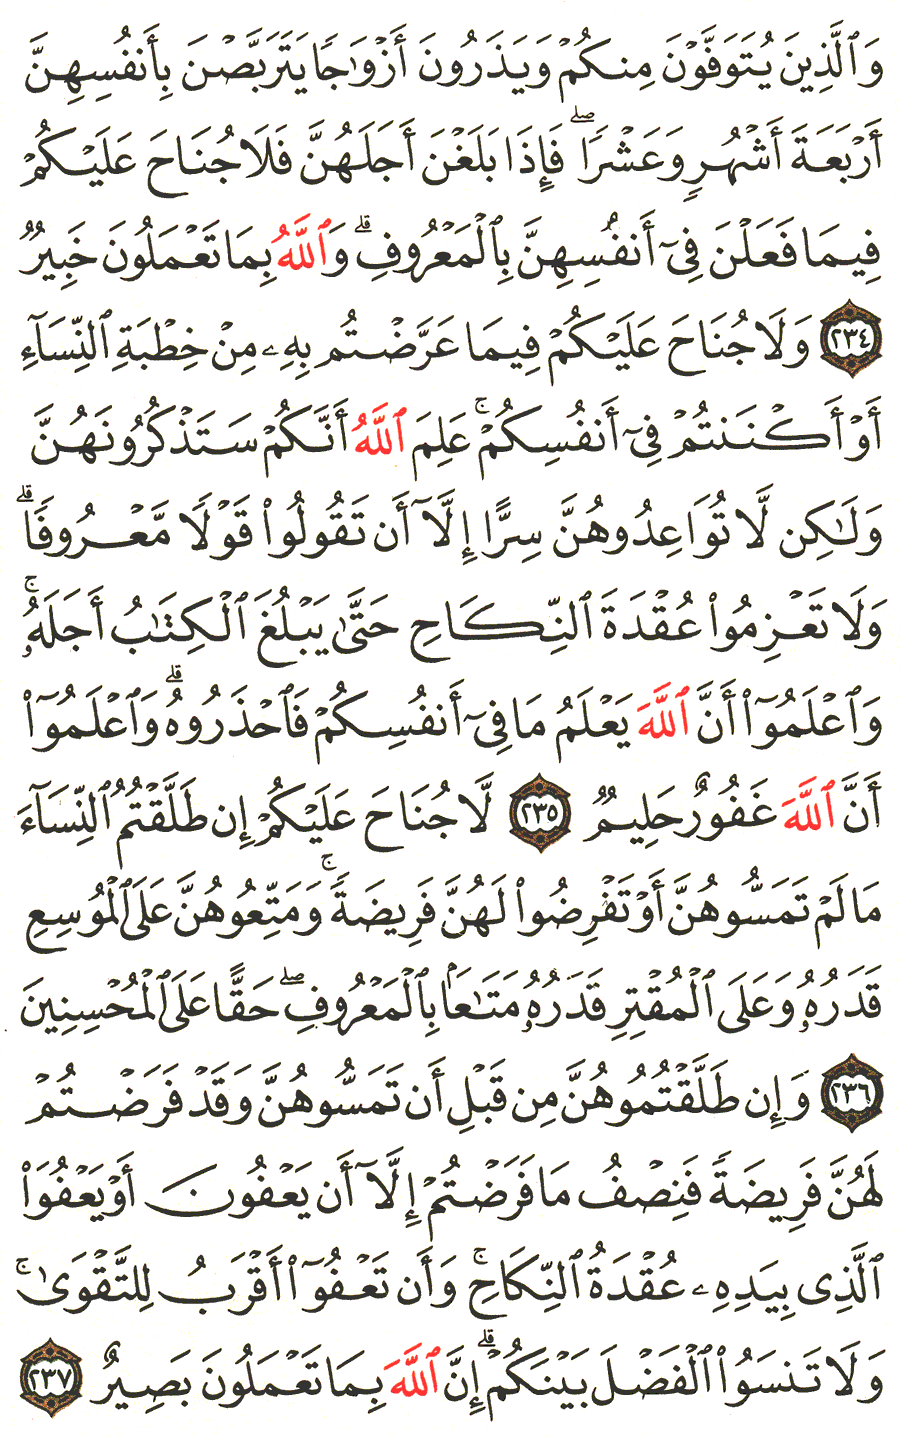 وَٱلَّذِينَ يُتَوَفَّوْنَ مِنكُمْ وَيَذَرُونَ أَزْوَٰجًا يَتَرَبَّصْنَ بِأَنفُسِهِنَّ
أَرْبَعَةَ أَشْهُرٍ وَعَشْرًا ۖ فَإِذَا بَلَغْنَ أَجَلَهُنَّ فَلَا جُنَاحَ عَلَيْكُمْ
فِيمَا فَعَلْنَ فِىٓ أَنفُسِهِنَّ بِٱلْمَعْرُوفِ ۗ وَٱللَّهُ بِمَا تَعْمَلُونَ خَبِيرٌ
٢٣٤ وَلَا جُنَاحَ عَلَيْكُمْ فِيمَا عَرَّضْتُم بِهِۦ مِنْ خِطْبَةِ ٱلنِّسَآءِ
أَوْ أَكْنَنتُمْ فِىٓ أَنفُسِكُمْ ۚ عَلِمَ ٱللَّهُ أَنَّكُمْ سَتَذْكُرُونَهُنَّ
وَلَٰكِن لَّا تُوَاعِدُوهُنَّ سِرًّا إِلَّآ أَن تَقُولُوا۟ قَوْلًا مَّعْرُوفًا ۗ
وَلَا تَعْزِمُوا۟ عُقْدَةَ ٱلنِّكَاحِ حَتَّىٰ يَبْلُغَ ٱلْكِتَٰبُ أَجَلَهُۥ ۚ
وَٱعْلَمُوٓا۟ أَنَّ ٱللَّهَ يَعْلَمُ مَا فِىٓ أَنفُسِكُمْ فَٱحْذَرُوهُ ۗ وَٱعْلَمُوٓا۟
أَنَّ ٱللَّهَ غَفُورٌ حَلِيمٌ ٢٣٥ لَّا جُنَاحَ عَلَيْكُمْ إِن طَلَّقْتُمُ ٱلنِّسَآءَ
مَا لَمْ تَمَسُّوهُنَّ أَوْ تَفْرِضُوا۟ لَهُنَّ فَرِيضَةً ۚ وَمَتِّعُوهُنَّ عَلَى ٱلْمُوسِعِ
قَدَرُهُۥ وَعَلَى ٱلْمُقْتِرِ قَدَرُهُۥ مَتَٰعًۢا بِٱلْمَعْرُوفِ ۖ حَقًّا عَلَى ٱلْمُحْسِنِينَ
٢٣٦ وَإِن طَلَّقْتُمُوهُنَّ مِن قَبْلِ أَن تَمَسُّوهُنَّ وَقَدْ فَرَضْتُمْ
لَهُنَّ فَرِيضَةً فَنِصْفُ مَا فَرَضْتُمْ إِلَّآ أَن يَعْفُونَ أَوْ يَعْفُوَا۟
ٱلَّذِى بِيَدِهِۦ عُقْدَةُ ٱلنِّكَاحِ ۚ وَأَن تَعْفُوٓا۟ أَقْرَبُ لِلتَّقْوَىٰ ۚ
وَلَا تَنسَوُا۟ ٱلْفَضْلَ بَيْنَكُمْ ۗ إِنَّ ٱللَّهَ بِمَا تَعْمَلُونَ بَصِيرٌ ٢٣٧